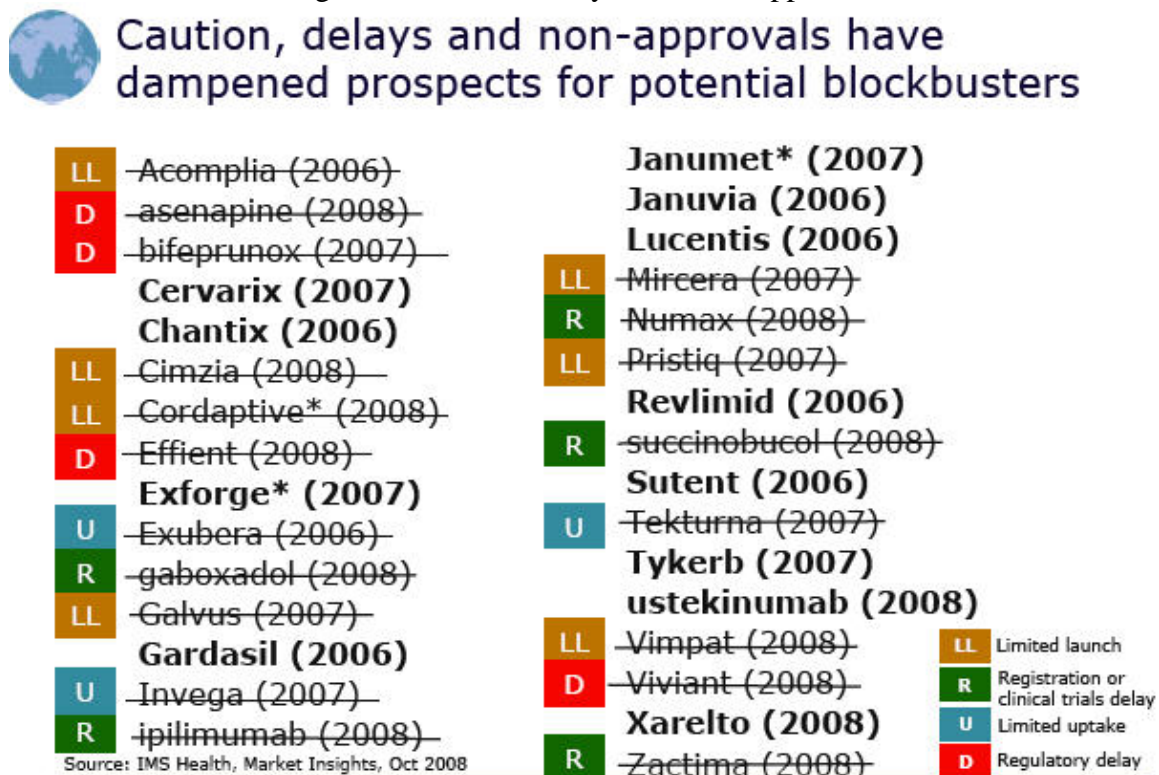 Caution, delays and non-approvals have
dampened prospects for potential blockbusters
LL Acomplia (2006)
D asenapine (2008)
D bifeprunox (2007)
Cervarix (2007)
Chantix (2006)
LL Cimzia (2008)
LL Cordaptive* (2008)
D Effient (2008)
Exforge* (2007)
U Exubera (2006)
R gaboxadol (2008)
LL Galvus (2007)
Gardasil (2006)
U Invega (2007)
R ipilimumab (2008)
Source: IMS Health, Market Insights, Oct 2008
Janumet* (2007)
Januvia (2006)
Lucentis (2006)
LL Mircera (2007)
R Numax (2008)
LL Pristiq (2007)
Revlimid (2006)
R succinobucol (2008)
Sutent (2006)
U Tekturna (2007)
Tykerb (2007)
ustekinumab (2008)
LL Vimpat (2008)
D Viviant (2008)
Xarelto (2008)
R Zactima (2008)
LL Limited launch
R Registration or
clinical trials delay
U Limited uptake
D Regulatory delay